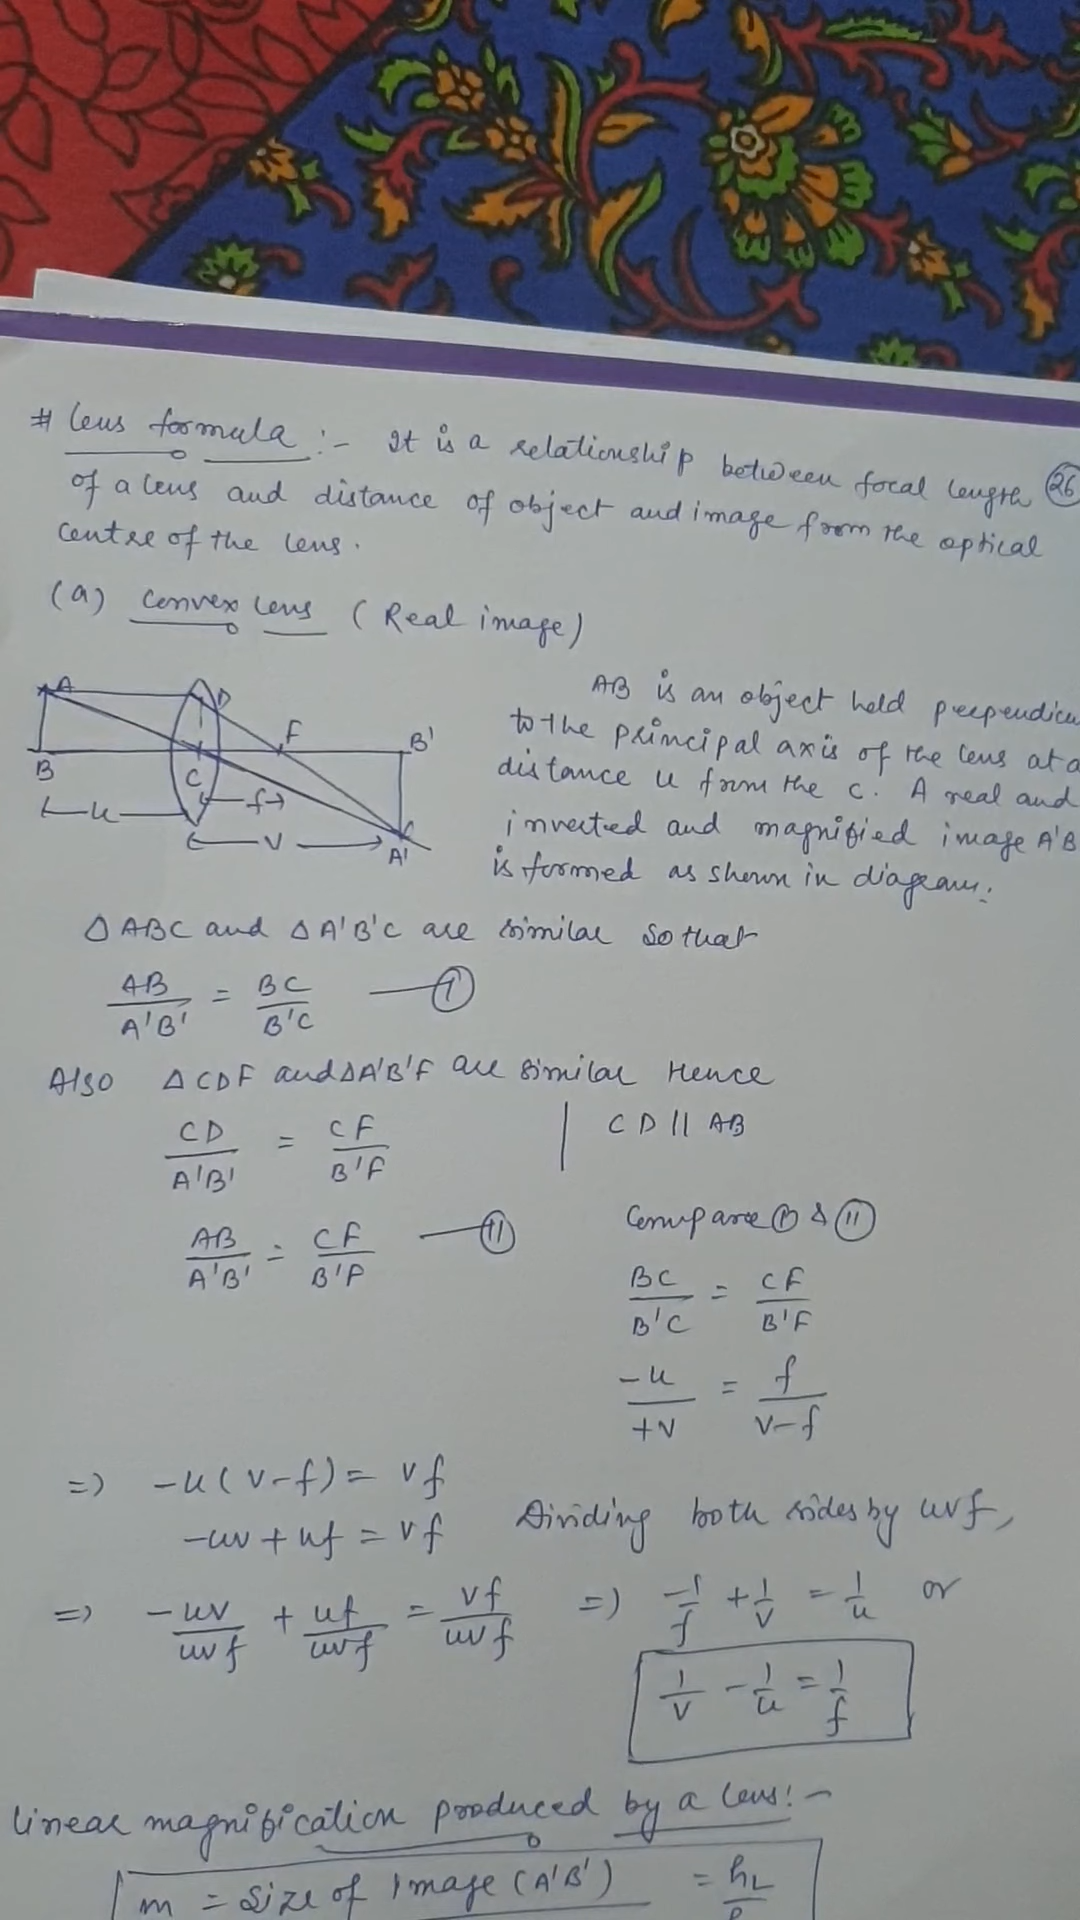 # Lens formula :- It is a relationship between focal length (26)
of a lens and distance of object and image from the optical
centre of the lens.
(a) Convex lens (Real image)
A D F B'
B C f
u v A'
AB is an object held perpendicu
to the principal axis of the lens at a
distance u from the C. A real and
inverted and magnified image A'B
is formed as shown in diagram.
Δ ABC and Δ A'B'C are similar so that
AB/A'B' = BC/B'C — (I)
Also Δ CDF and Δ A'B'F are similar Hence
CD/A'B' = CF/B'F | CD || AB
AB/A'B' = CF/B'F — (II)
Compare (I) & (II)
BC/B'C = CF/B'F
-u/+v = f/v-f
=> -u(v-f) = vf
-uv + uf = vf Dividing both sides by uvf,
=> -uv/uvf + uf/uvf = vf/uvf => -1/f + 1/v = 1/u or
1/v - 1/u = 1/f
linear magnification produced by a lens :-
m = Size of Image (A'B') = h